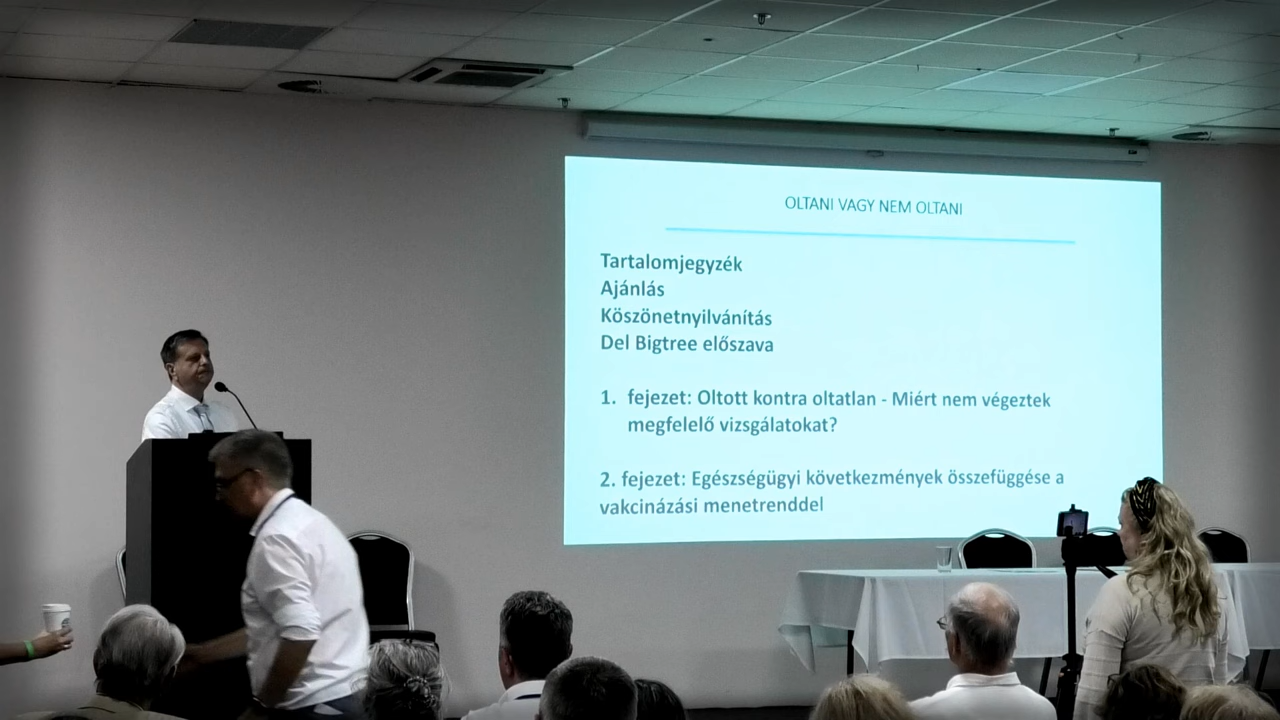 OLTANI VAGY NEM OLTANI
Tartalomjegyzék
Ajánlás
Köszönetnyilvánítás
Del Bigtree előszava
1. fejezet: Oltott kontra oltatlan - Miért nem végeztek
megfelelő vizsgálatokat?
2. fejezet: Egészségügyi következmények összefüggése a
vakcinázási menetrenddel